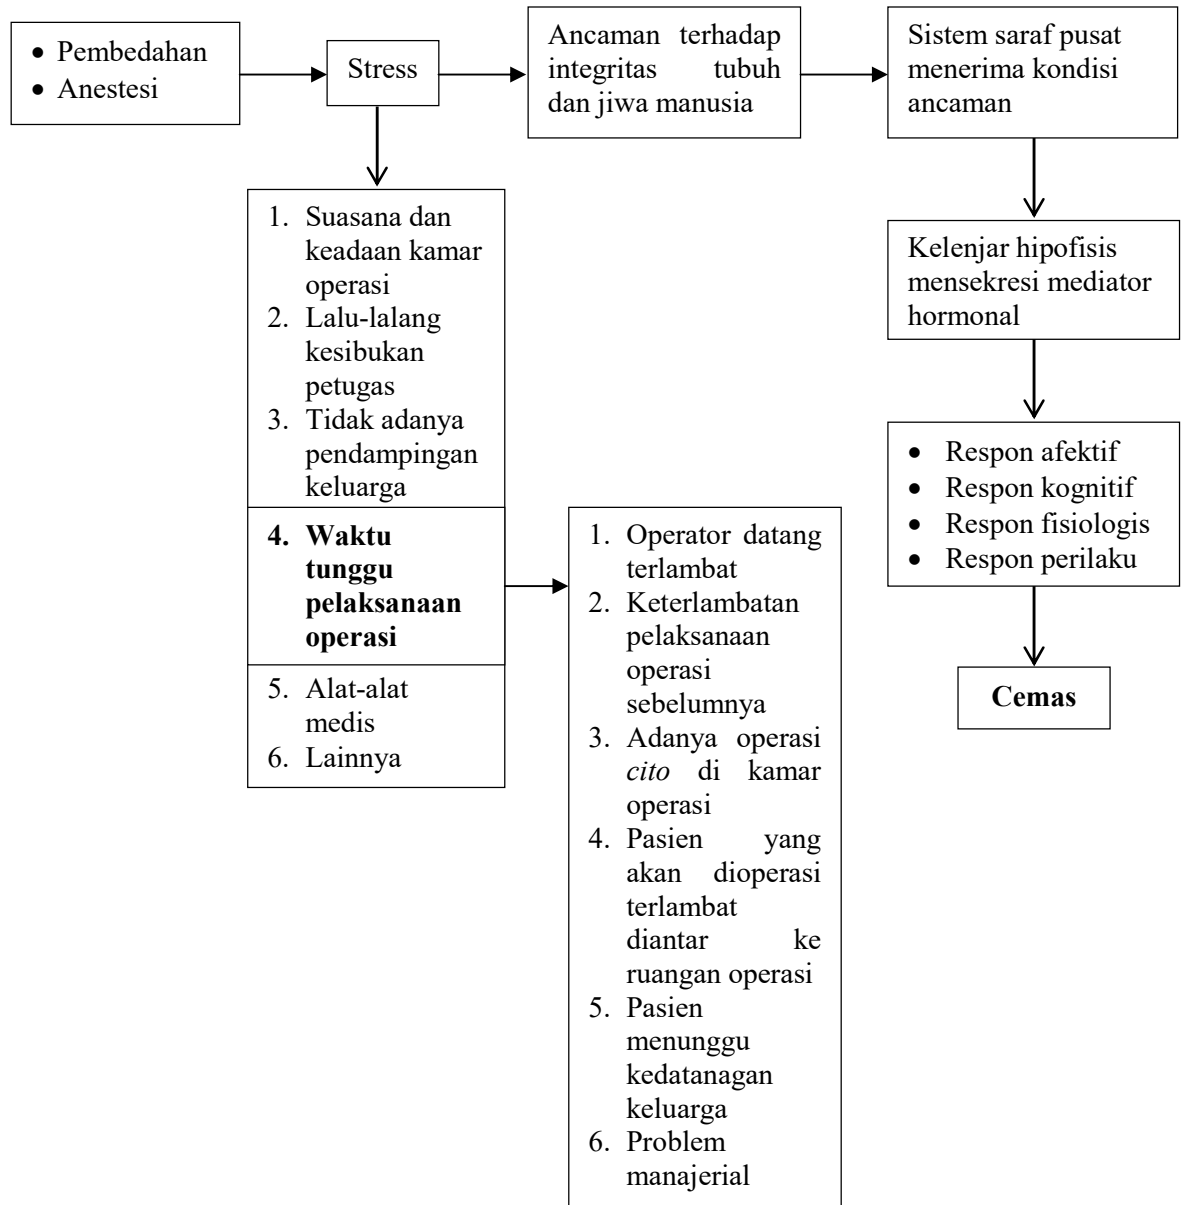 • Pembedahan
• Anestesi
Stress
Ancaman terhadap
integritas tubuh
dan jiwa manusia
Sistem saraf pusat
menerima kondisi
ancaman
1. Suasana dan
keadaan kamar
operasi
2. Lalu-lalang
kesibukan
petugas
3. Tidak adanya
pendampingan
keluarga
4. Waktu
tunggu
pelaksanaan
operasi
5. Alat-alat
medis
6. Lainnya
1. Operator datang
terlambat
2. Keterlambatan
pelaksanaan
operasi
sebelumnya
3. Adanya operasi
cito di kamar
operasi
4. Pasien yang
akan dioperasi
terlambat
diantar ke
ruangan operasi
5. Pasien
menunggu
kedatanagan
keluarga
6. Problem
manajerial
Kelenjar hipofisis
mensekresi mediator
hormonal
• Respon afektif
• Respon kognitif
• Respon fisiologis
• Respon perilaku
Cemas